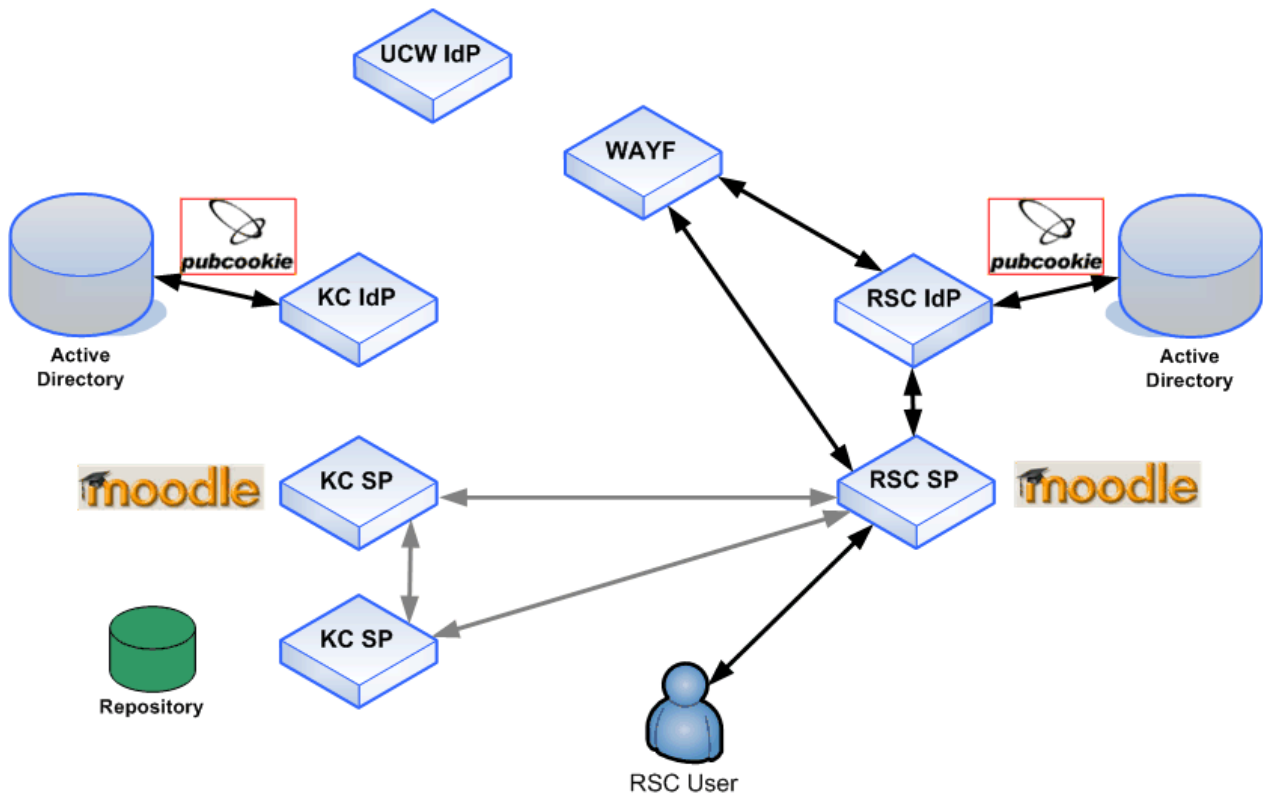 UCW IdP
WAYF
pubcookie
pubcookie
KC IdP
RSC IdP
Active
Directory
Active
Directory
moodle
KC SP
RSC SP
moodle
KC SP
Repository
RSC User